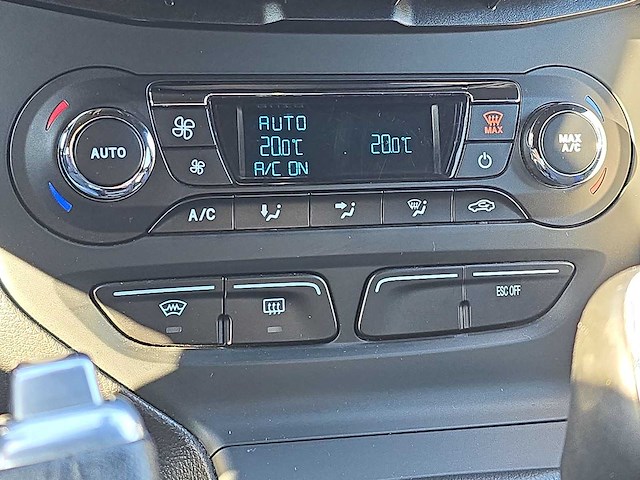 AUTO
20.0°C 20.0°C
A/C ON
AUTO
MAX
MAX
A/C
A/C
ESC OFF